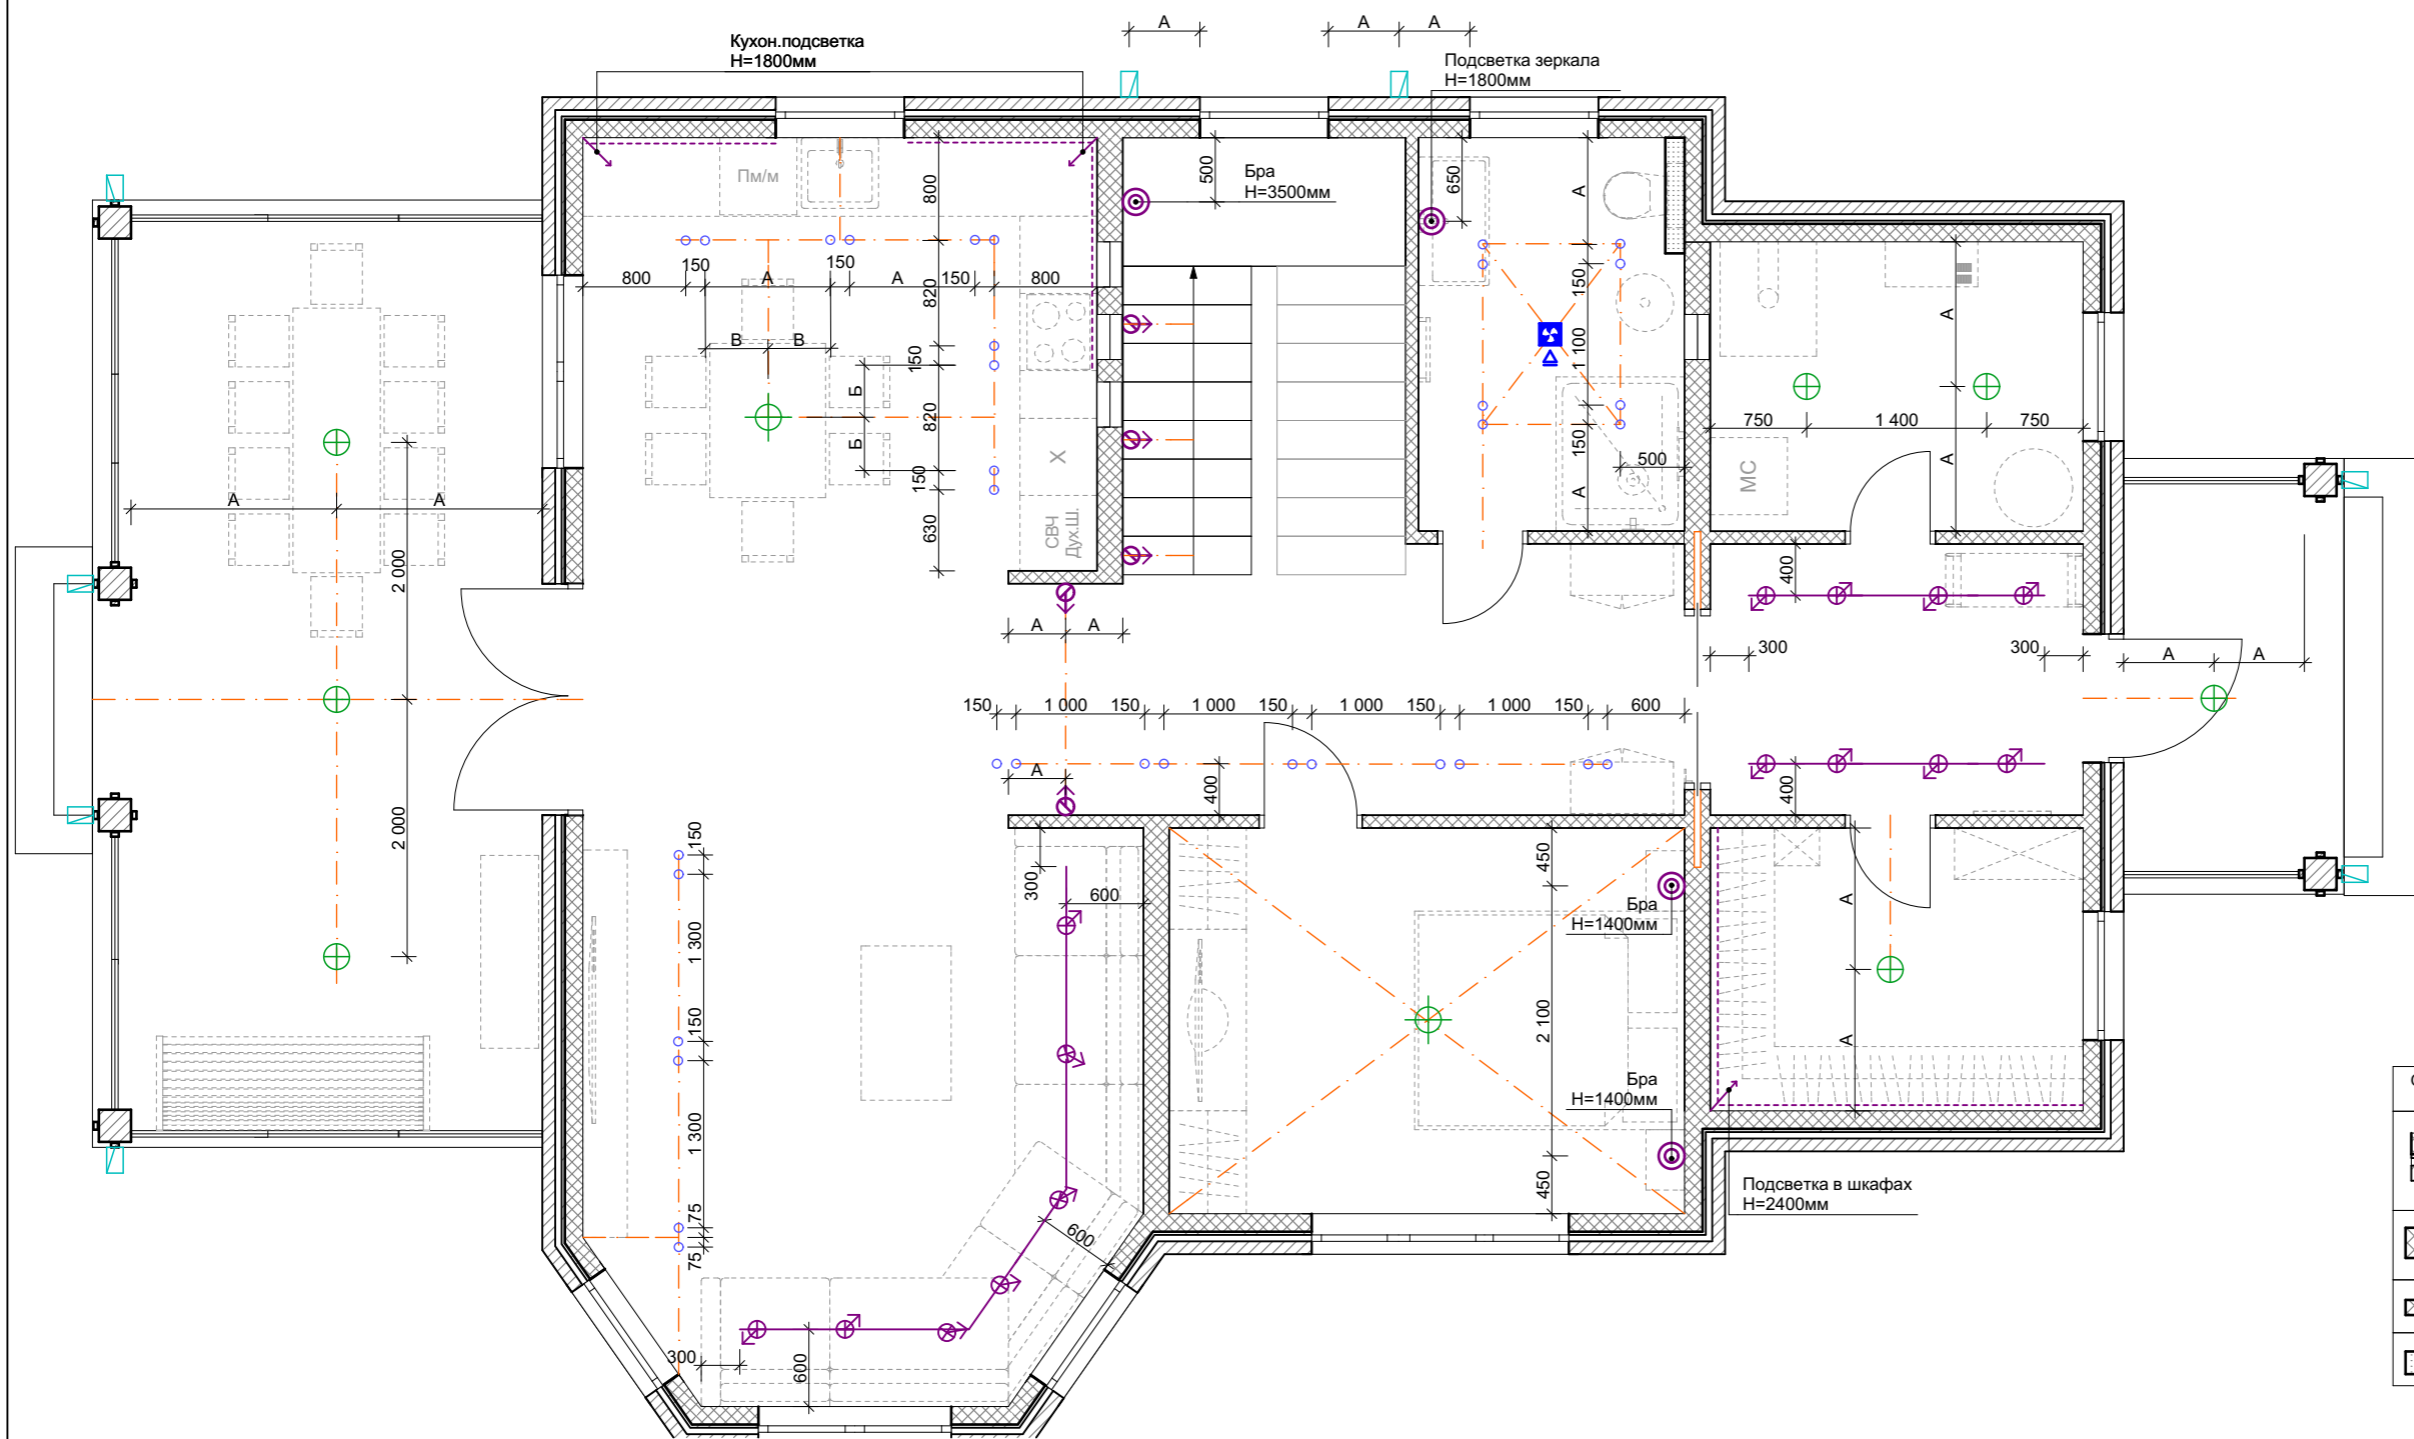 А
А
А
Кухон.подсветка
Н=1800мм
Подсветка зеркала
Н=1800мм
Пм/м
800
500
Бра
Н=3500мм
650
А
800
150
А
150
А
150
800
820
150
1 100
А
В
В
150
Б
Б
820
150
630
Х
СВЧ
Дух.Ш.
150
500
А
750
1 400
750
А
МС
А
А
2 000
2 000
А
А
400
300
300
А
А
150
1 000
150
1 000
150
1 000
150
1 000
150
600
А
400
400
150
1 300
150
1 300
75
75
300
600
600
300
600
450
Бра
Н=1400мм
2 100
Бра
Н=1400мм
450
А
А
Подсветка в шкафах
Н=2400мм